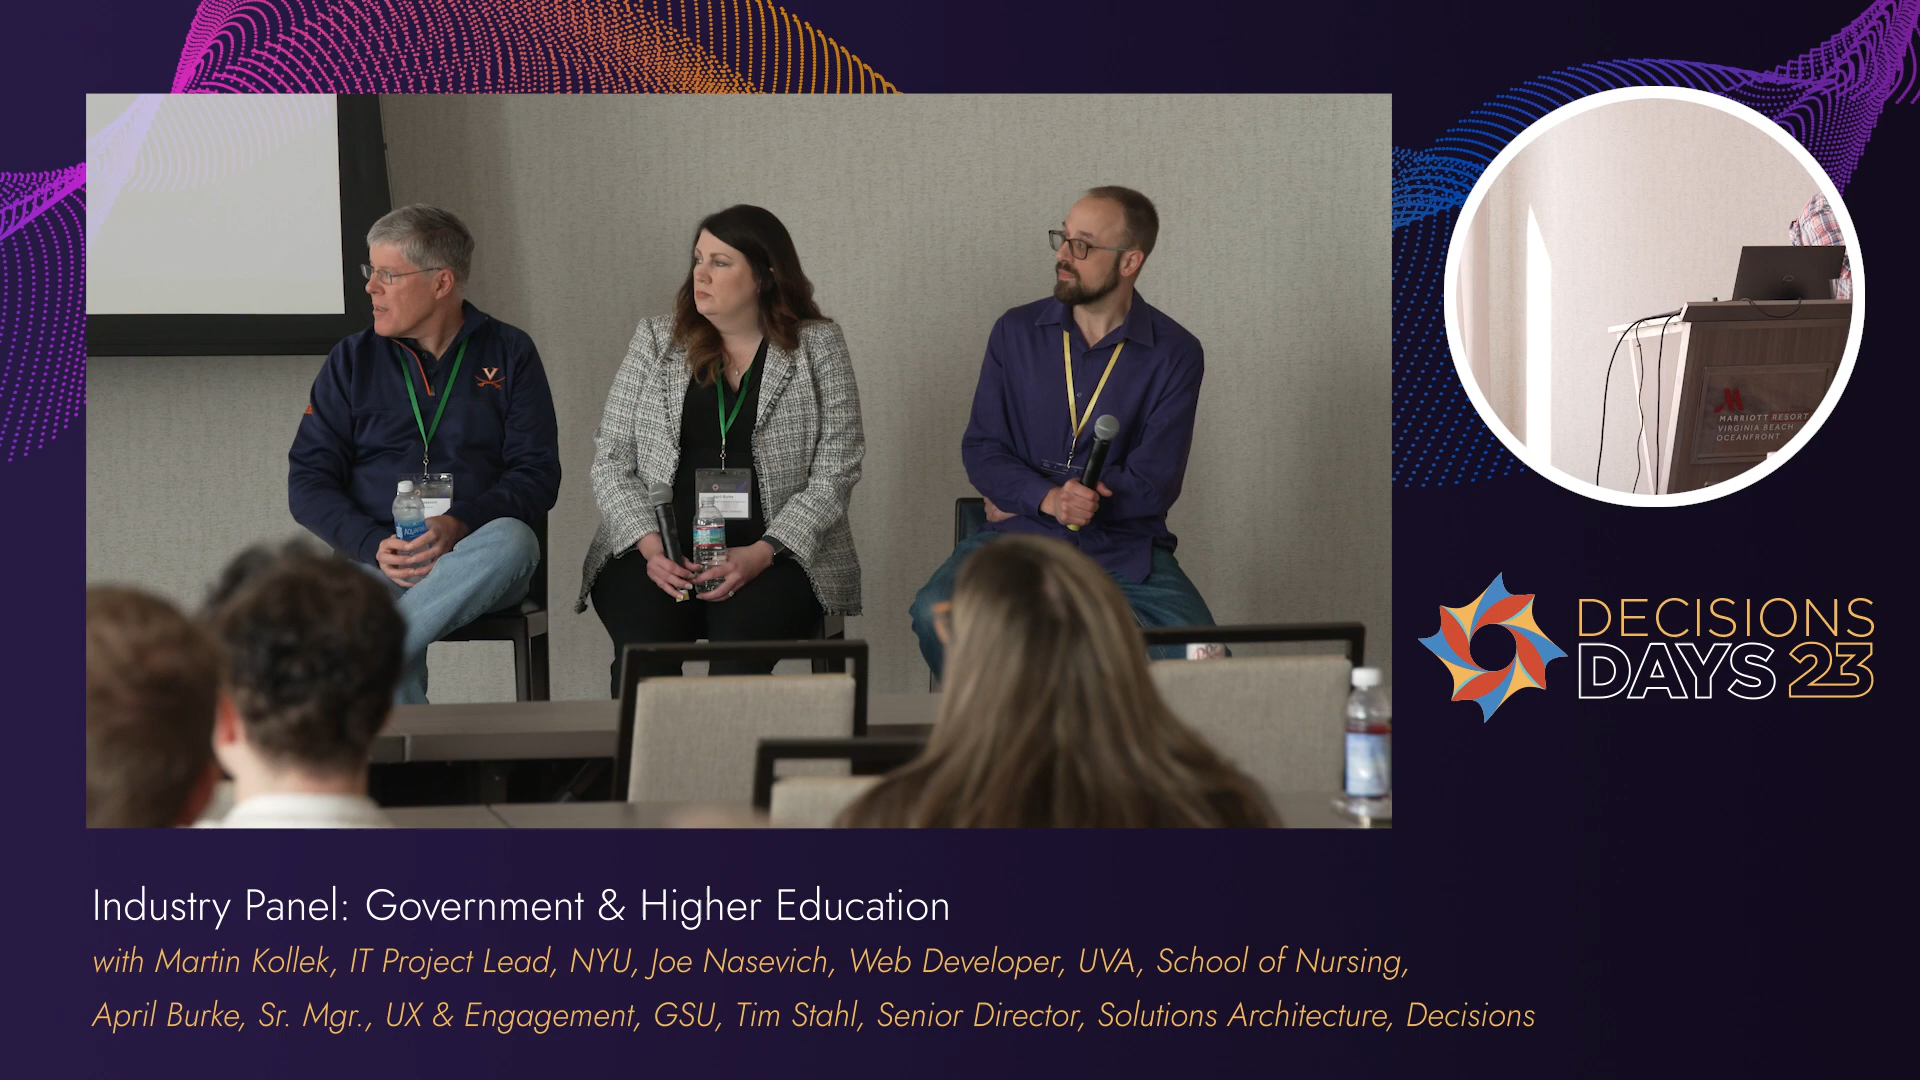 MARRIOTT RESORT
VIRGINIA BEACH
OCEANFRONT
DECISIONS
DAYS 23
Industry Panel: Government & Higher Education
with Martin Kollek, IT Project Lead, NYU, Joe Nasevich, Web Developer, UVA, School of Nursing,
April Burke, Sr. Mgr., UX & Engagement, GSU, Tim Stahl, Senior Director, Solutions Architecture, Decisions